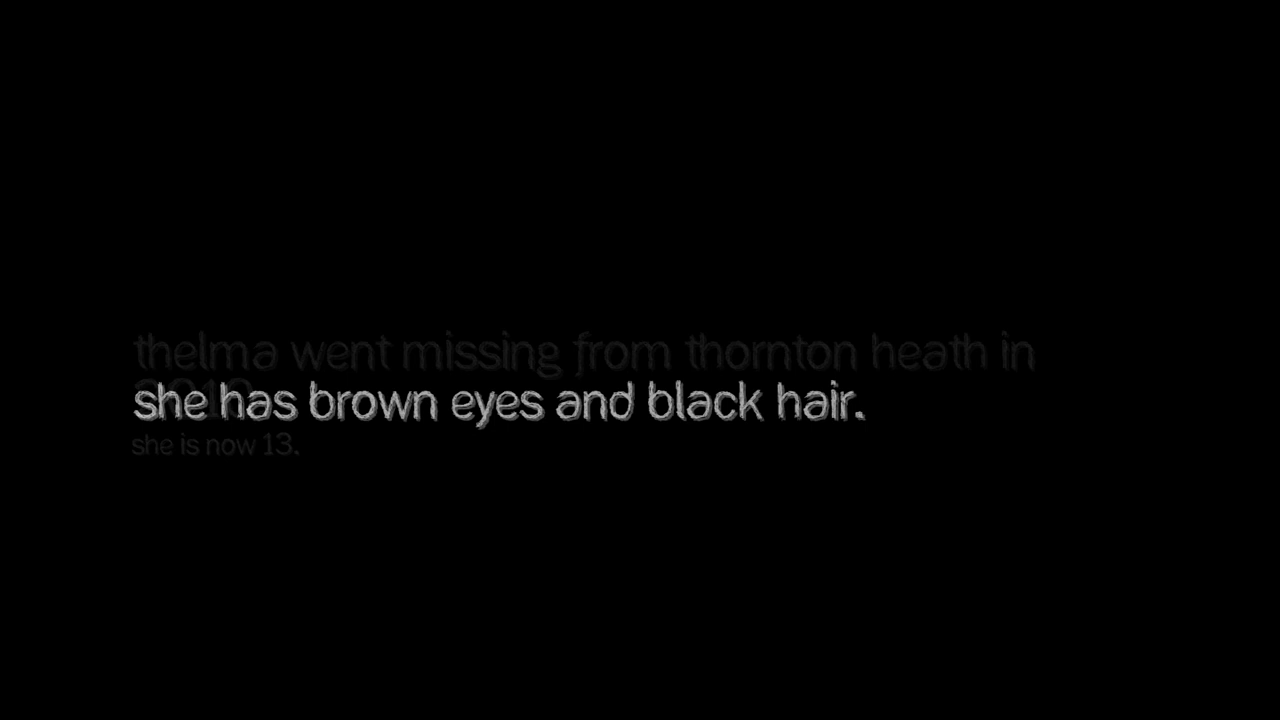 thelma went missing from thornton heath in
she has brown eyes and black hair.
she is now 13.